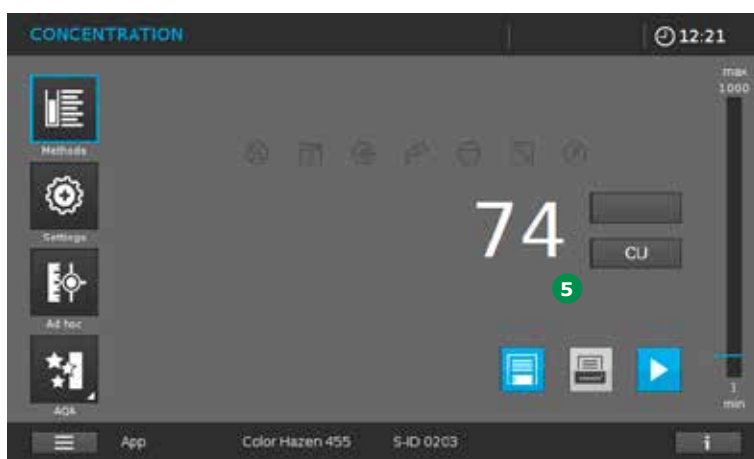 CONCENTRATION
12:21
max
1000
Methods
Settings
74
CU
5
Ad hoc
AQA
1
min
App
Color Hazen 455
S-ID 0203
i